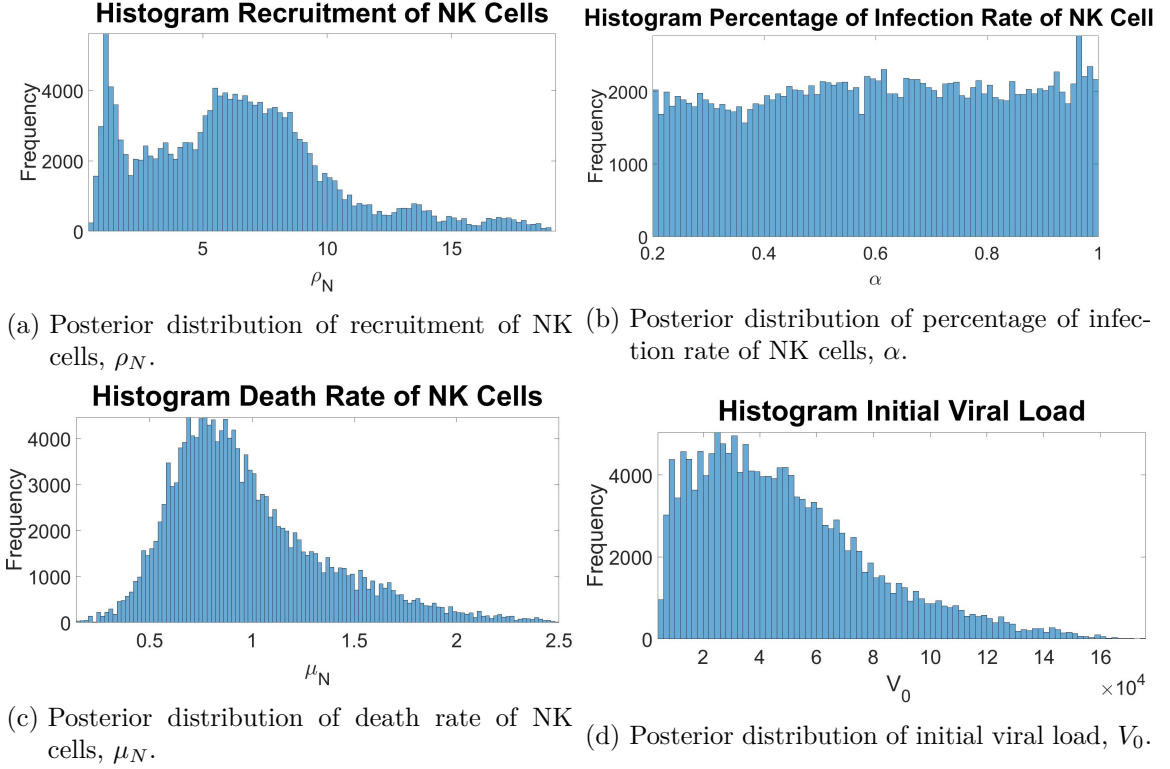 Histogram Recruitment of NK Cells
Frequency
4000
2000
0
5
10
15
ρN
(a) Posterior distribution of recruitment of NK
cells, ρN.
Histogram Percentage of Infection Rate of NK Cell
Frequency
2000
1000
0
0.2
0.4
0.6
0.8
1
α
(b) Posterior distribution of percentage of infec-
tion rate of NK cells, α.
Histogram Death Rate of NK Cells
Frequency
4000
3000
2000
1000
0
0.5
1
1.5
2
2.5
μN
(c) Posterior distribution of death rate of NK
cells, μN.
Histogram Initial Viral Load
Frequency
4000
2000
0
2
4
6
8
10
12
14
16
×10⁴
V0
(d) Posterior distribution of initial viral load, V0.